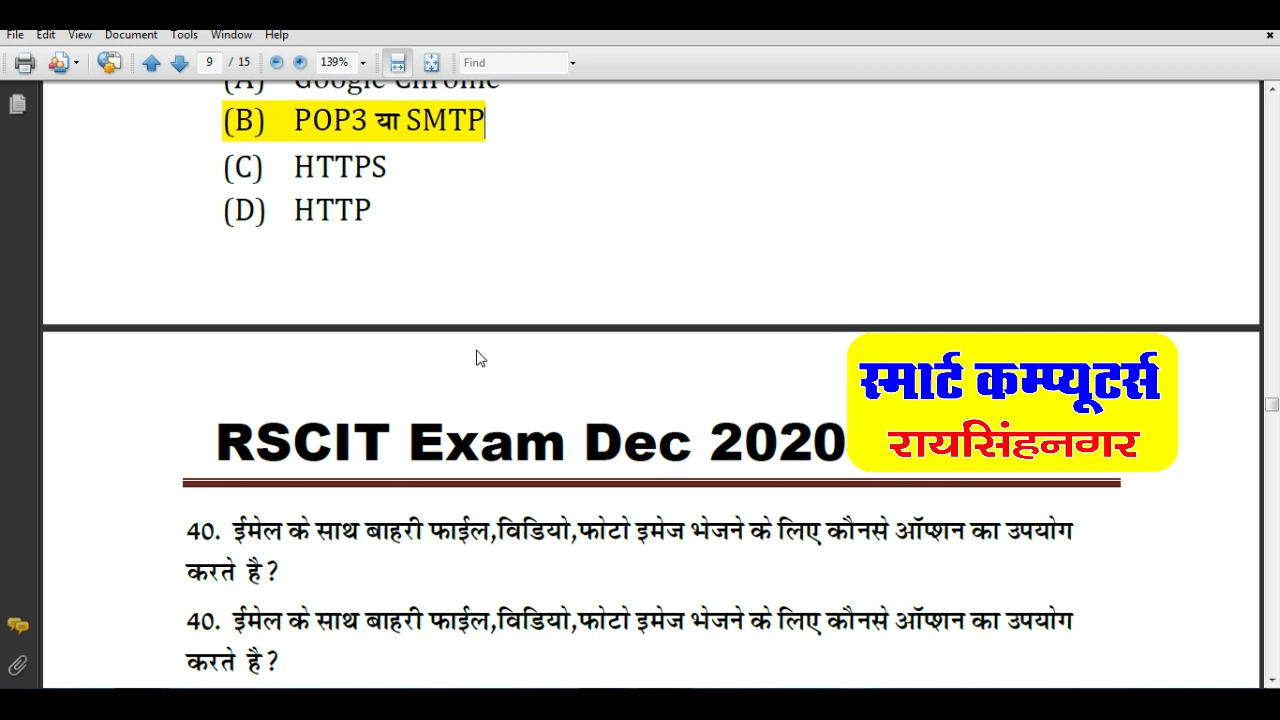 File Edit View Document Tools Window Help
9 / 15 139% Find
(A) Google Chrome
(B) POP3 या SMTP
(C) HTTPS
(D) HTTP
स्मार्ट कम्प्यूटर्स
रायसिंहनगर
RSCIT Exam Dec 2020
40. ईमेल के साथ बाहरी फाईल,विडियो,फोटो इमेज भेजने के लिए कौनसे ऑप्शन का उपयोग
करते है?
40. ईमेल के साथ बाहरी फाईल,विडियो,फोटो इमेज भेजने के लिए कौनसे ऑप्शन का उपयोग
करते है?